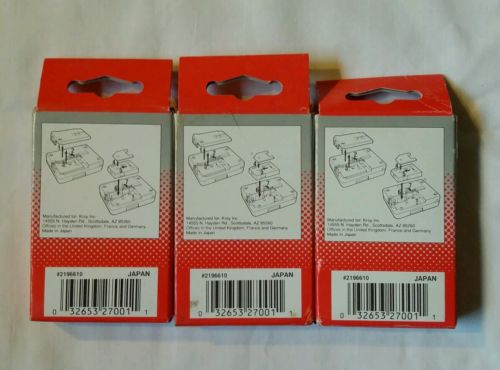 Manufactured for: Kroy Inc.
14555 N. Hayden Rd., Scottsdale, AZ 85260
Offices in the United Kingdom, France and Germany
Made in Japan
#2196610 JAPAN
0 32653 27001 1
Manufactured for: Kroy Inc.
14555 N. Hayden Rd., Scottsdale, AZ 85260
Offices in the United Kingdom, France and Germany
Made in Japan
#2196610 JAPAN
0 32653 27001 1
Manufactured for: Kroy Inc.
14555 N. Hayden Rd., Scottsdale, AZ 85260
Offices in the United Kingdom, France and Germany
Made in Japan
#2196610 JAPAN
0 32653 27001 1